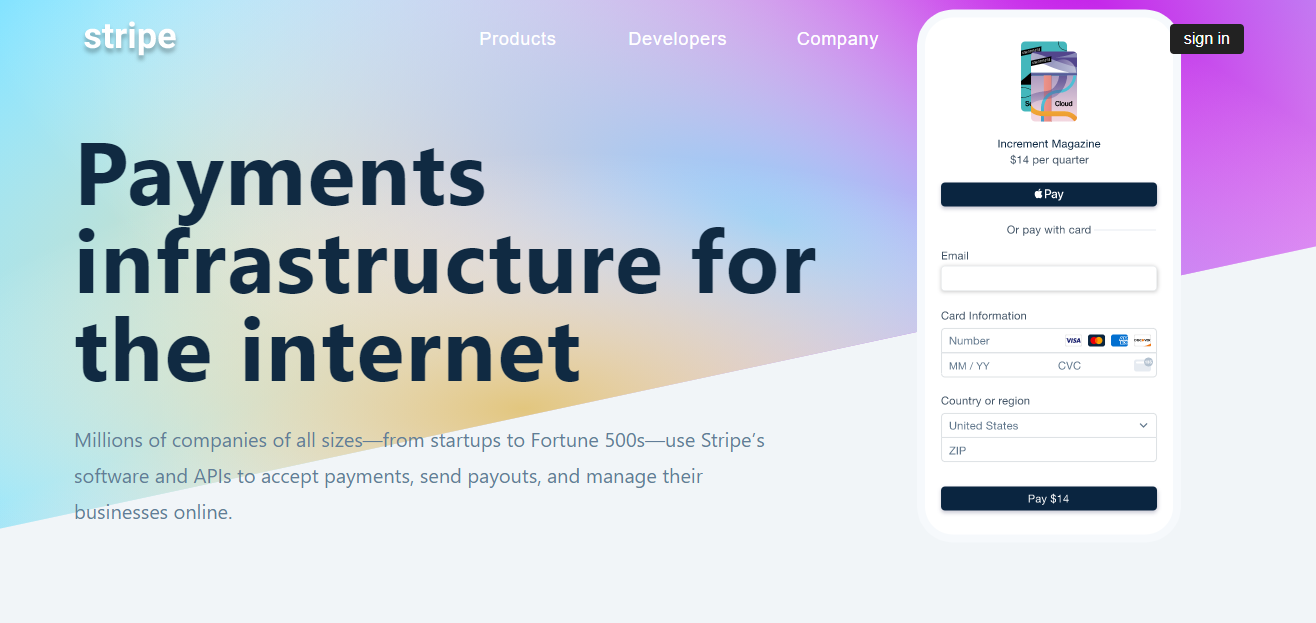 stripe
Products
Developers
Company
sign in
Payments
infrastructure for
the internet
Millions of companies of all sizes—from startups to Fortune 500s—use Stripe’s
software and APIs to accept payments, send payouts, and manage their
businesses online.
Cloud
Increment Magazine
$14 per quarter
Pay
Or pay with card
Email
Card Information
Number
VISA
DISCOVER
MM / YY
CVC
Country or region
United States
ZIP
Pay $14